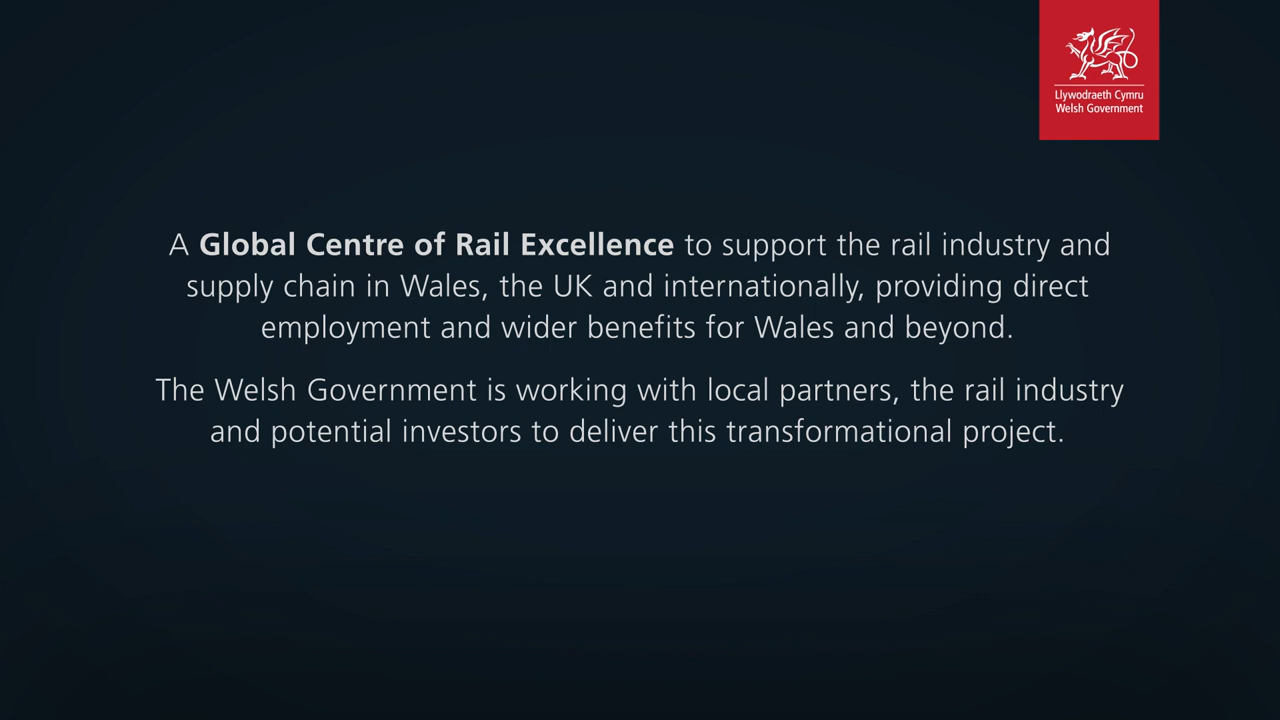 Llywodraeth Cymru
Welsh Government
A Global Centre of Rail Excellence to support the rail industry and
supply chain in Wales, the UK and internationally, providing direct
employment and wider benefits for Wales and beyond.
The Welsh Government is working with local partners, the rail industry
and potential investors to deliver this transformational project.